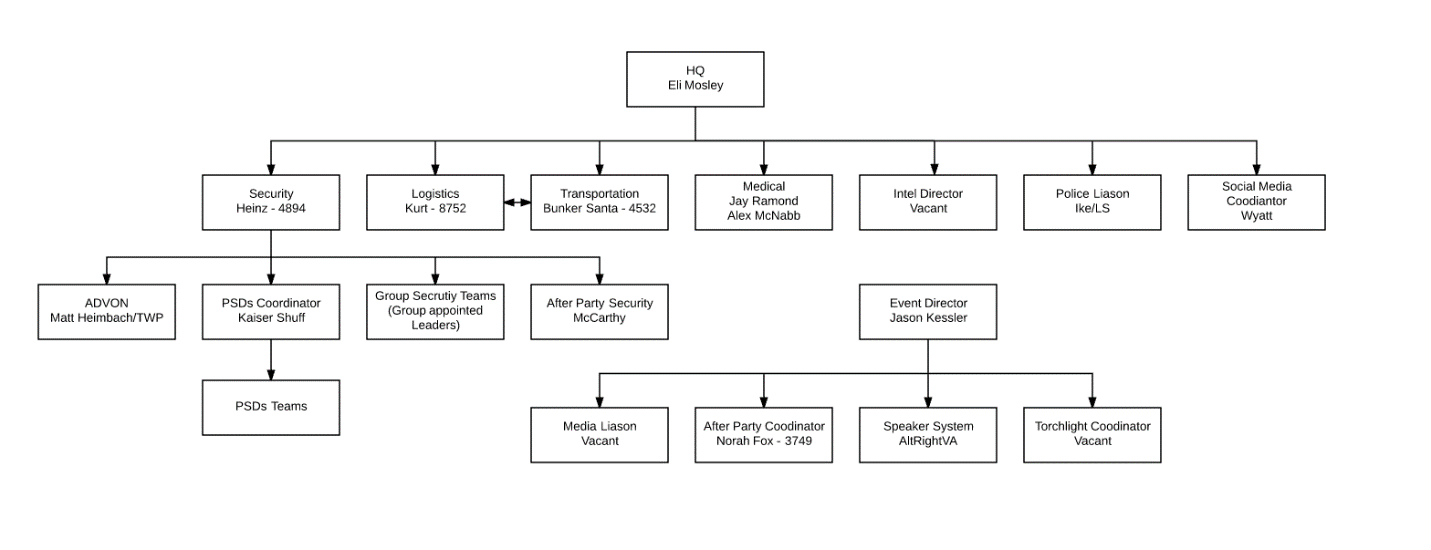 HQ
Eli Mosley
Security
Heinz - 4894
Logistics
Kurt - 8752
Transportation
Bunker Santa - 4532
Medical
Jay Ramond
Alex McNabb
Intel Director
Vacant
Police Liason
Ike/LS
Social Media
Coodiantor
Wyatt
ADVON
Matt Heimbach/TWP
PSDs Coordinator
Kaiser Shuff
Group Secrutiy Teams
(Group appointed
Leaders)
After Party Security
McCarthy
Event Director
Jason Kessler
PSDs Teams
Media Liason
Vacant
After Party Coodinator
Norah Fox - 3749
Speaker System
AltRightVA
Torchlight Coodinator
Vacant